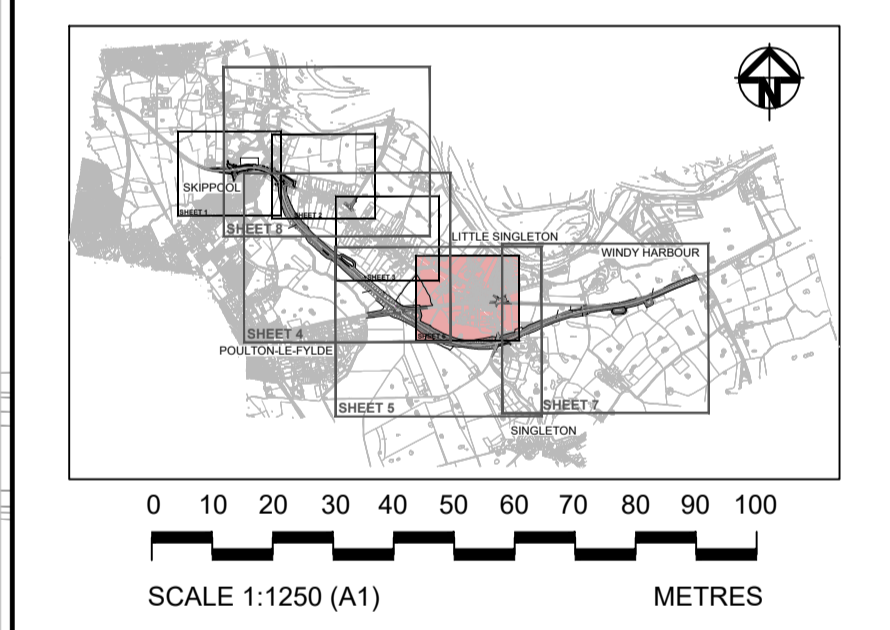 N
SKIPPOOL
SHEET 1
SHEET 2
SHEET 8
LITTLE SINGLETON
WINDY HARBOUR
SHEET 3
SHEET 4
POULTON-LE-FYLDE
SHEET 5
SHEET 7
SINGLETON
0 10 20 30 40 50 60 70 80 90 100
SCALE 1:1250 (A1) METRES